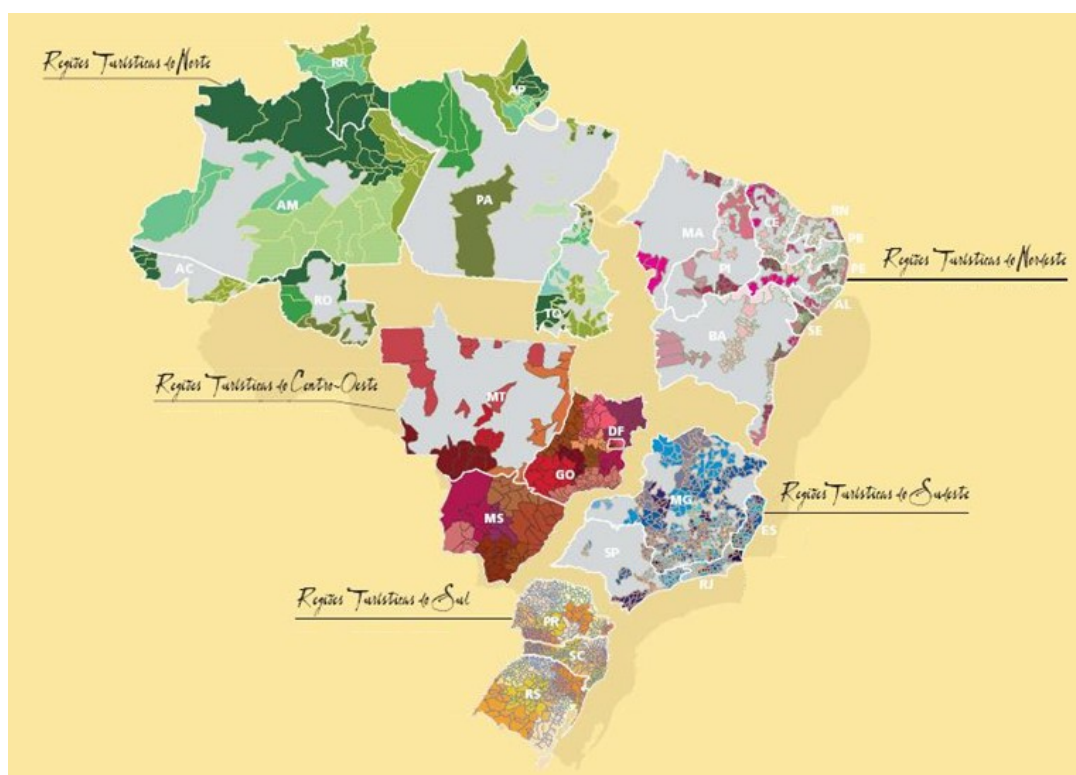 Regiões Turísticas do Norte
RR
AP
AM
PA
AC
RO
TO
MA
CE
RN
PB
PI
PE
AL
SE
BA
Regiões Turísticas do Nordeste
Regiões Turísticas do Centro-Oeste
MT
DF
GO
MS
MG
ES
SP
RJ
Regiões Turísticas do Sudeste
Regiões Turísticas do Sul
PR
SC
RS